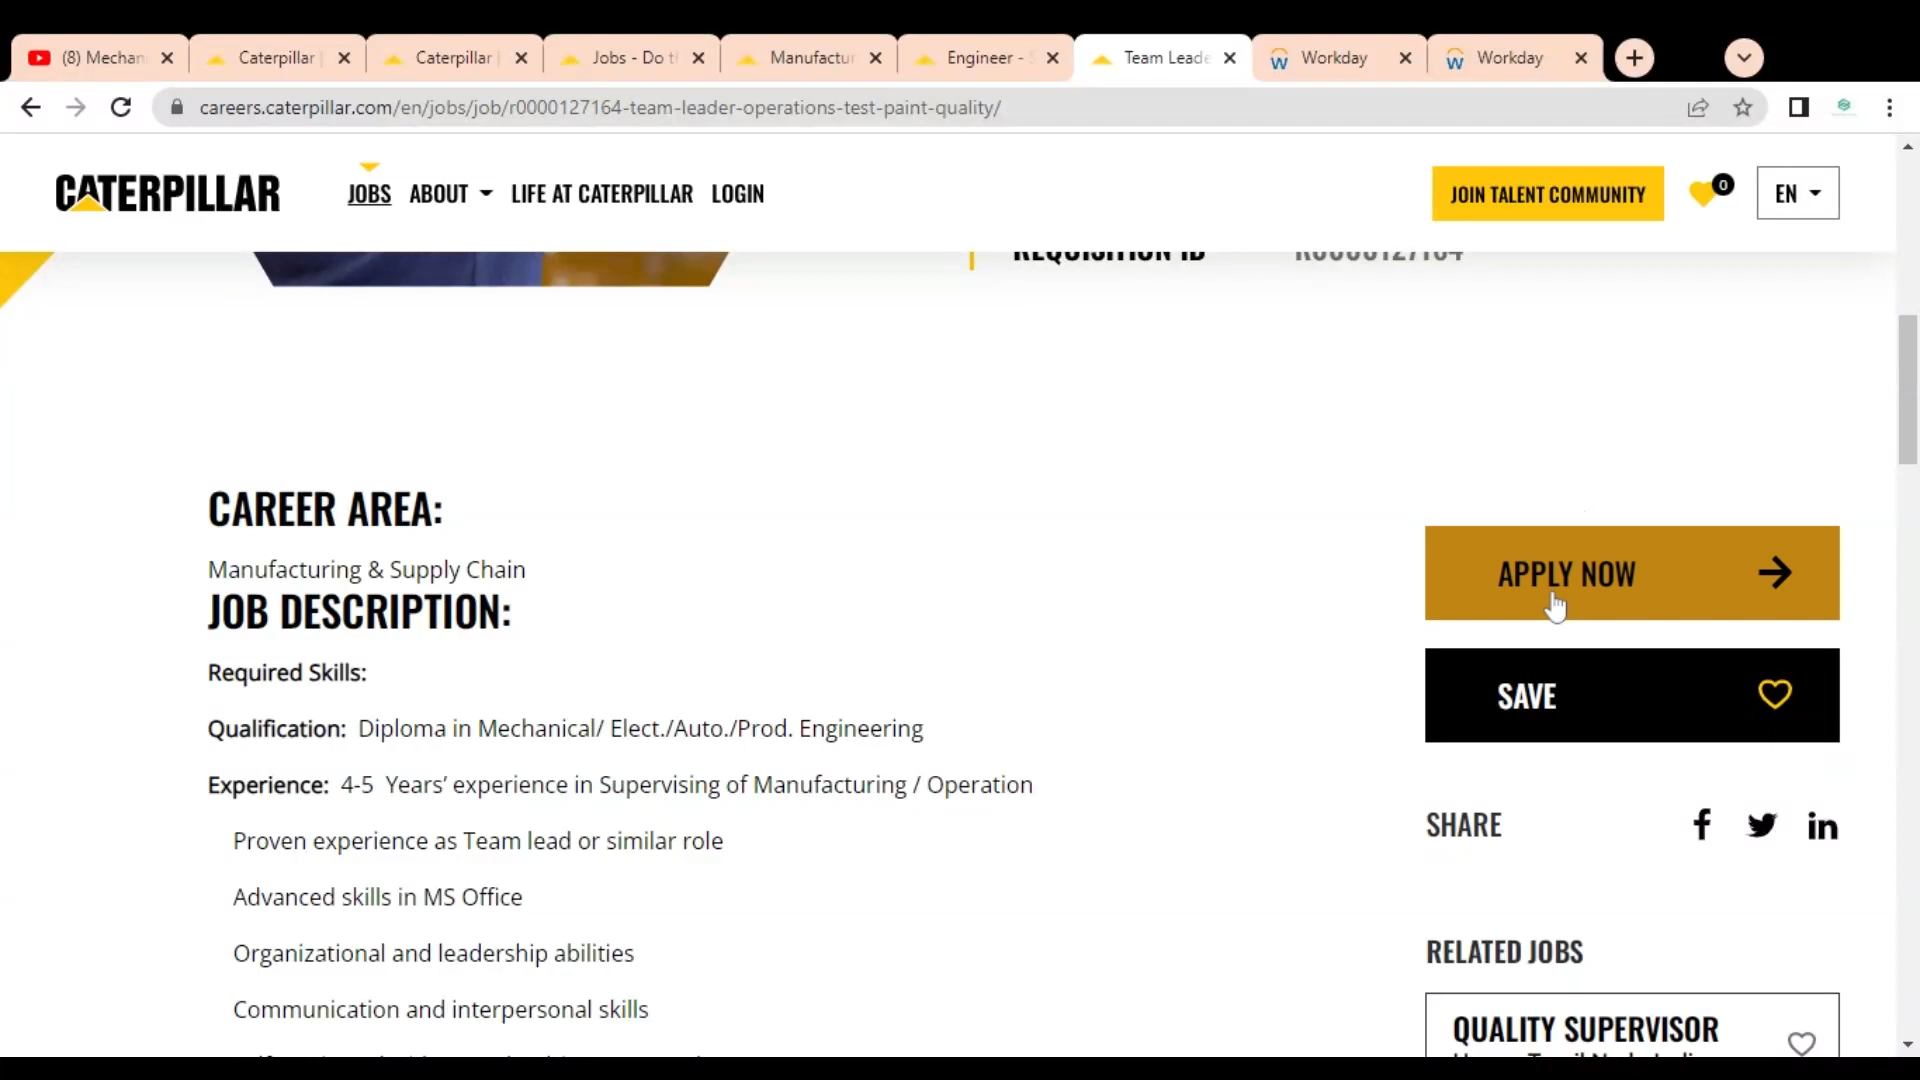 (8) Mechan
Caterpillar |
Caterpillar |
Jobs - Do t
Manufactur
Engineer -
Team Leade
Workday
Workday
careers.caterpillar.com/en/jobs/job/r0000127164-team-leader-operations-test-paint-quality/
CATERPILLAR
JOBS
ABOUT
LIFE AT CATERPILLAR
LOGIN
JOIN TALENT COMMUNITY
0
EN
REQUISITION ID
R0000127164
CAREER AREA:
Manufacturing & Supply Chain
JOB DESCRIPTION:
Required Skills:
Qualification: Diploma in Mechanical/ Elect./Auto./Prod. Engineering
Experience: 4-5 Years’ experience in Supervising of Manufacturing / Operation
Proven experience as Team lead or similar role
Advanced skills in MS Office
Organizational and leadership abilities
Communication and interpersonal skills
APPLY NOW
SAVE
SHARE
RELATED JOBS
QUALITY SUPERVISOR